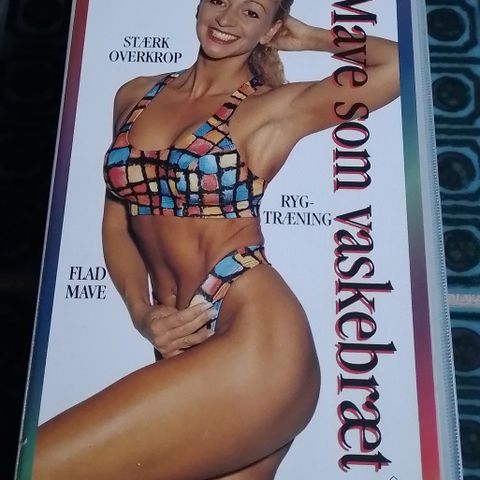 Mave som vaskebræt
STÆRK
OVERKROP
RYG-
TRÆNING
FLAD
MAVE